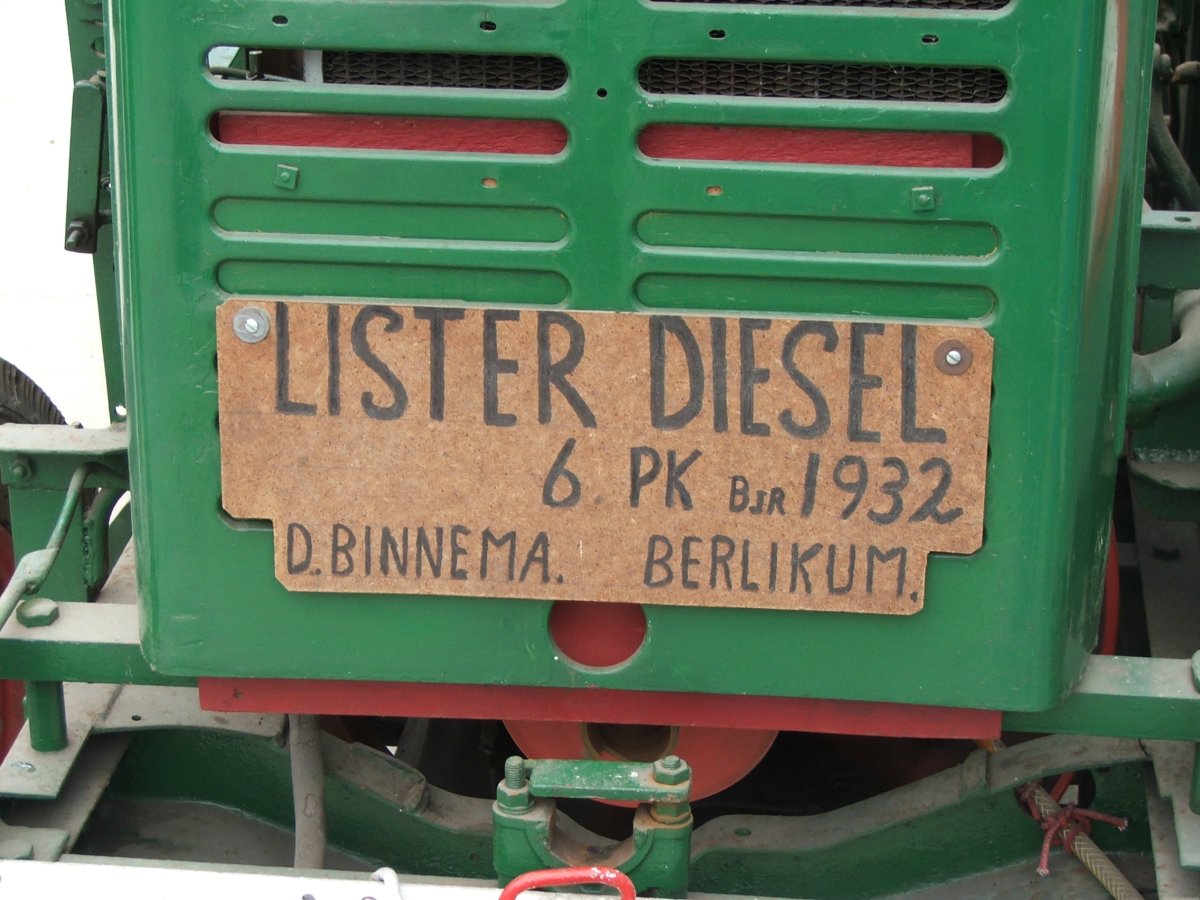 LISTER DIESEL
6 PK BJR 1932
D. BINNEMA. BERLIKUM.